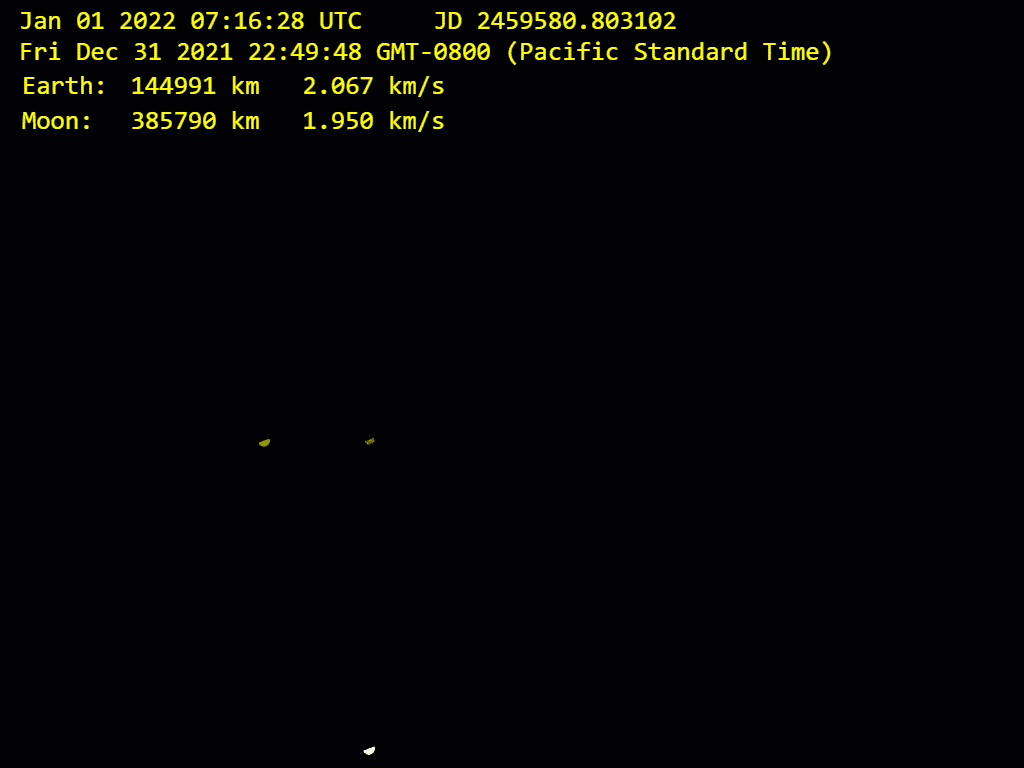 Jan 01 2022 07:16:28 UTC JD 2459580.803102
Fri Dec 31 2021 22:49:48 GMT-0800 (Pacific Standard Time)
Earth: 144991 km 2.067 km/s
Moon: 385790 km 1.950 km/s